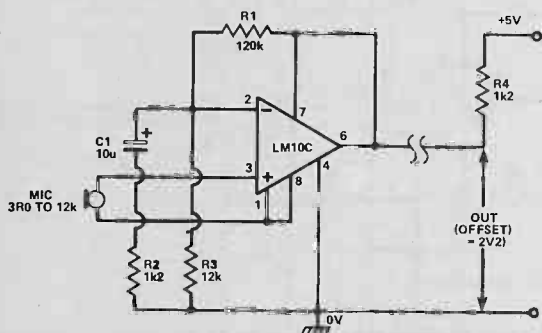 R1
120k
+5V
R4
1k2
2
7
LM10C
6
C1
10u
+
3
8
4
1
MIC
3R0 TO 12k
OUT
(OFFSET)
= 2V2)
R2
1k2
R3
12k
0V